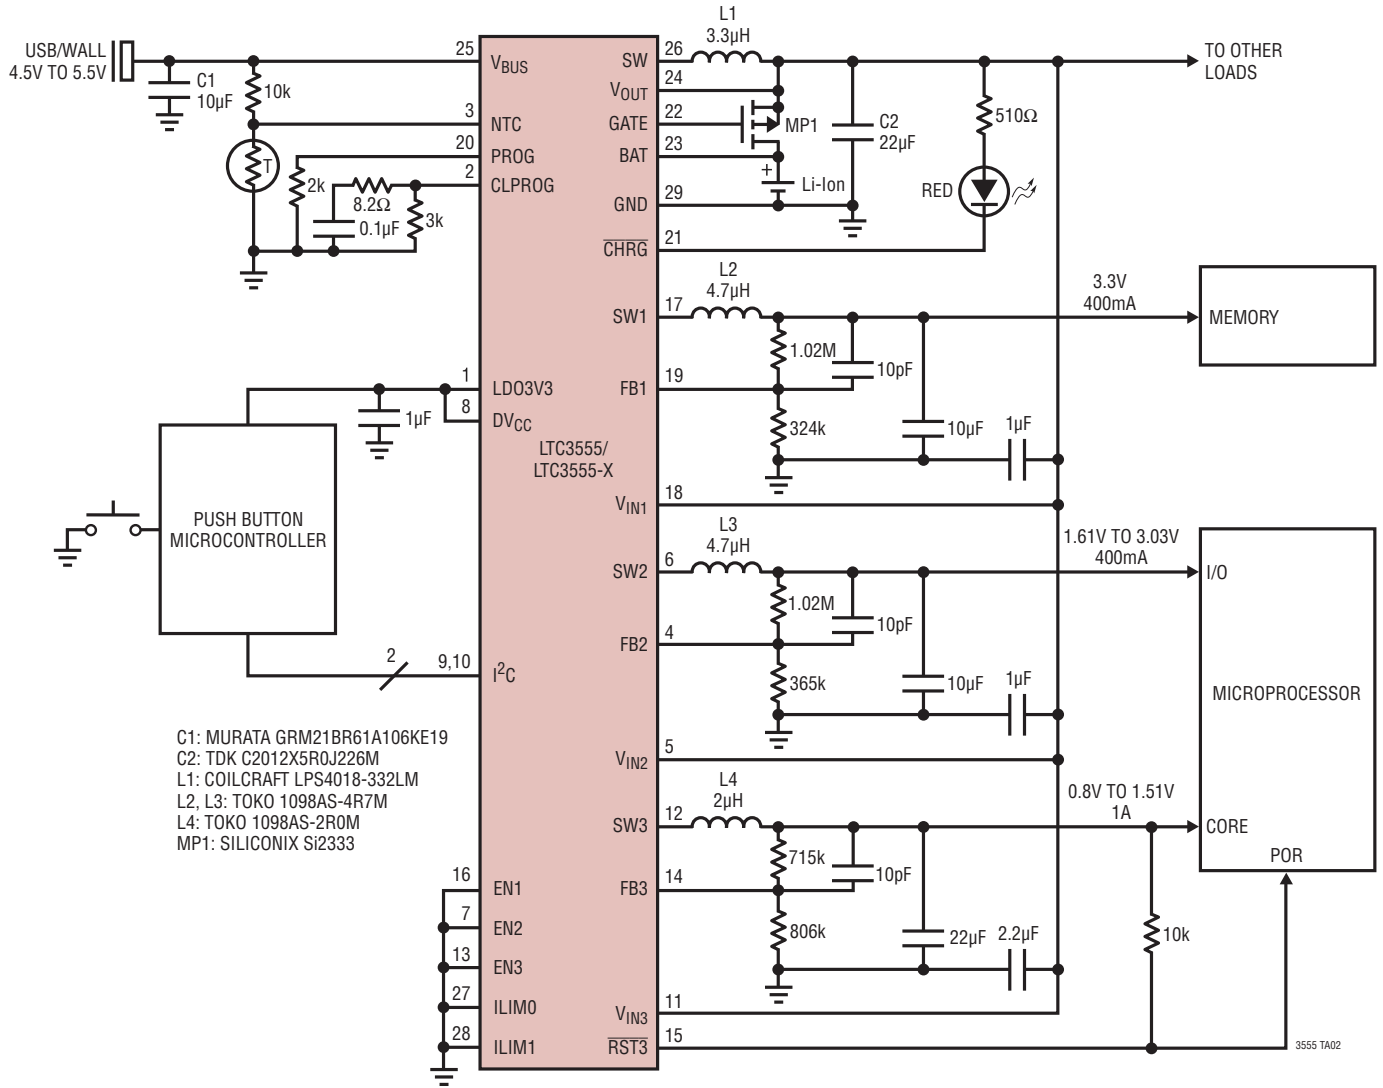 L1
3.3µH
USB/WALL
4.5V TO 5.5V
C1
10µF
10k
T
2k
8.2Ω
0.1µF
3k
25
VBUS
3
NTC
20
PROG
2
CLPROG
SW
26
VOUT
24
GATE
22
BAT
23
GND
29
CHRG
21
MP1
+
Li-Ion
C2
22µF
510Ω
RED
TO OTHER
LOADS
L2
4.7µH
SW1
17
1.02M
10pF
FB1
19
324k
10µF
1µF
VIN1
18
3.3V
400mA
MEMORY
1
LDO3V3
8
DVCC
1µF
LTC3555/
LTC3555-X
PUSH BUTTON
MICROCONTROLLER
2
9,10
I2C
L3
4.7µH
SW2
6
1.02M
10pF
FB2
4
365k
10µF
1µF
VIN2
5
1.61V TO 3.03V
400mA
I/O
MICROPROCESSOR
CORE
POR
C1: MURATA GRM21BR61A106KE19
C2: TDK C2012X5R0J226M
L1: COILCRAFT LPS4018-332LM
L2, L3: TOKO 1098AS-4R7M
L4: TOKO 1098AS-2R0M
MP1: SILICONIX Si2333
L4
2µH
SW3
12
715k
10pF
FB3
14
806k
22µF
2.2µF
VIN3
11
RST3
15
0.8V TO 1.51V
1A
10k
16
EN1
7
EN2
13
EN3
27
ILIM0
28
ILIM1
3555 TA02